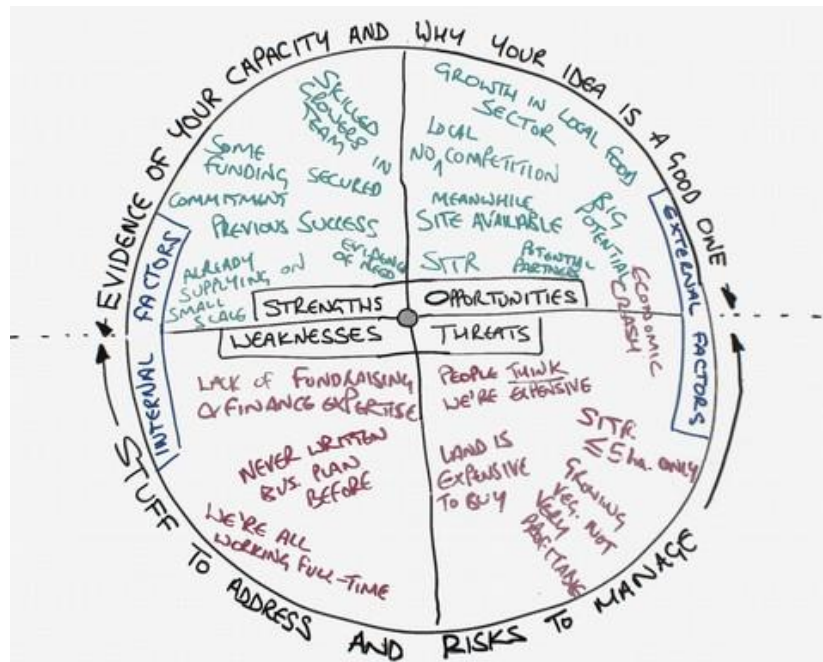 EVIDENCE OF YOUR CAPACITY AND WHY YOUR IDEA IS A GOOD ONE
SKILLED
GROWERS IN
TEAM
SOME
FUNDING SECURED
COMMITMENT
PREVIOUS SUCCESS
EVIDENCE
OF NEED
ALREADY
SUPPLYING ON
SMALL
SCALE
STRENGTHS
GROWTH IN LOCAL FOOD
SECTOR
LOCAL
NO ^ COMPETITION
MEANWHILE
SITE AVAILABLE
BIG
POTENTIAL
SITR
POTENTIAL
PARTNERS
OPPORTUNITIES
INTERNAL FACTORS
EXTERNAL FACTORS
WEAKNESSES
LACK OF FUNDRAISING
& FINANCE EXPERTISE
NEVER WRITTEN
BUS. PLAN
BEFORE
WE'RE ALL
WORKING FULL-TIME
THREATS
ECONOMIC
CRASH
PEOPLE THINK
WE'RE EXPENSIVE
SITR
≤ 5 ha. ONLY
LAND IS
EXPENSIVE
TO BUY
GROWING
VEG. NOT
VERY
PROFITABLE
STUFF TO ADDRESS AND RISKS TO MANAGE